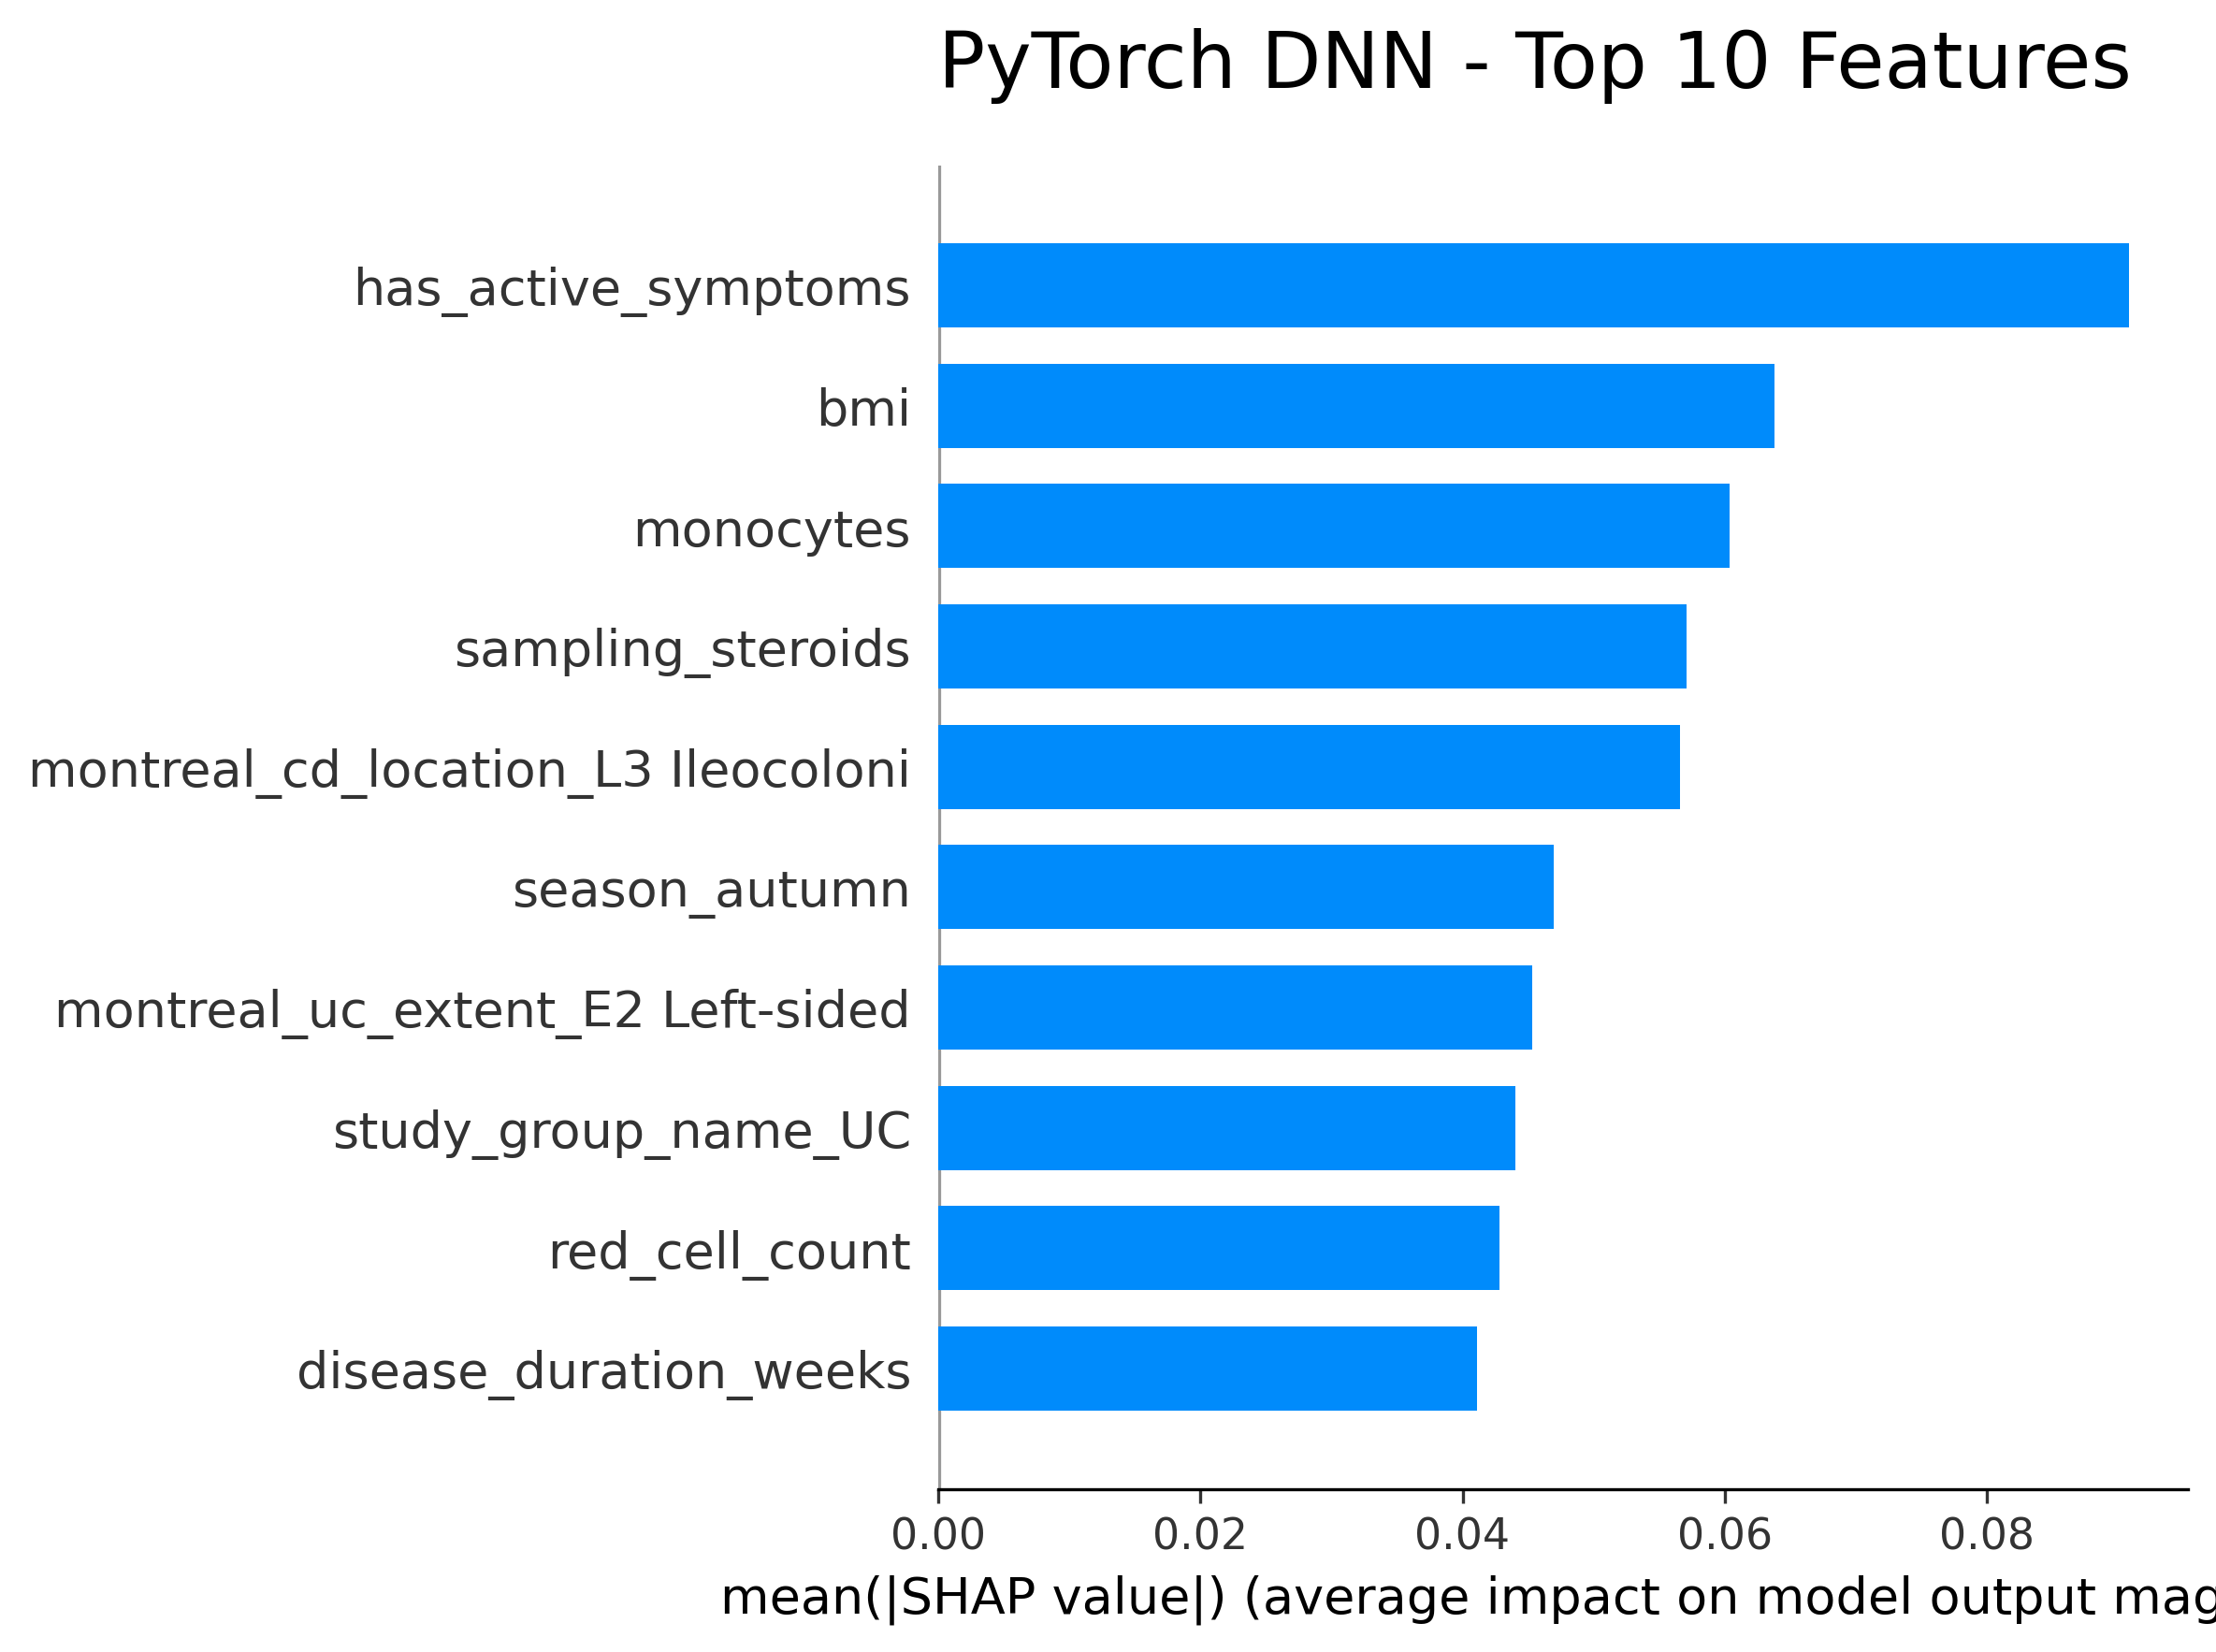 PyTorch DNN - Top 10 Features
has_active_symptoms
bmi
monocytes
sampling_steroids
montreal_cd_location_L3 Ileocoloni
season_autumn
montreal_uc_extent_E2 Left-sided
study_group_name_UC
red_cell_count
disease_duration_weeks
0.00 0.02 0.04 0.06 0.08
mean(|SHAP value|) (average impact on model output mag